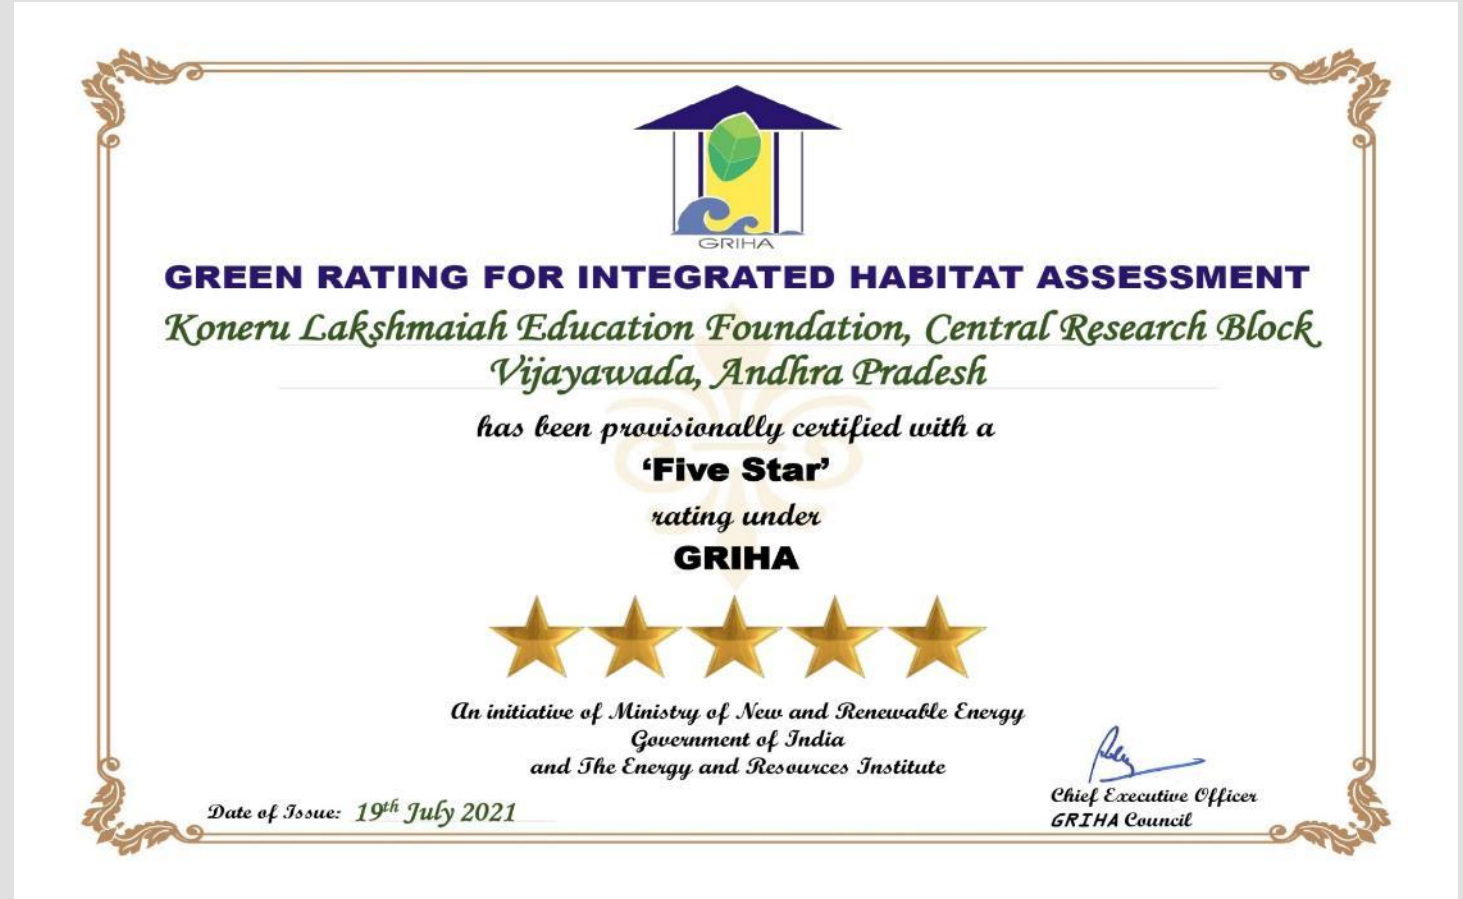 GRIHA
GREEN RATING FOR INTEGRATED HABITAT ASSESSMENT
Koneru Lakshmaiah Education Foundation, Central Research Block
Vijayawada, Andhra Pradesh
has been provisionally certified with a
‘Five Star’
rating under
GRIHA
An initiative of Ministry of New and Renewable Energy
Government of India
and The Energy and Resources Institute
Date of Issue: 19th July 2021
Chief Executive Officer
GRIHA Council